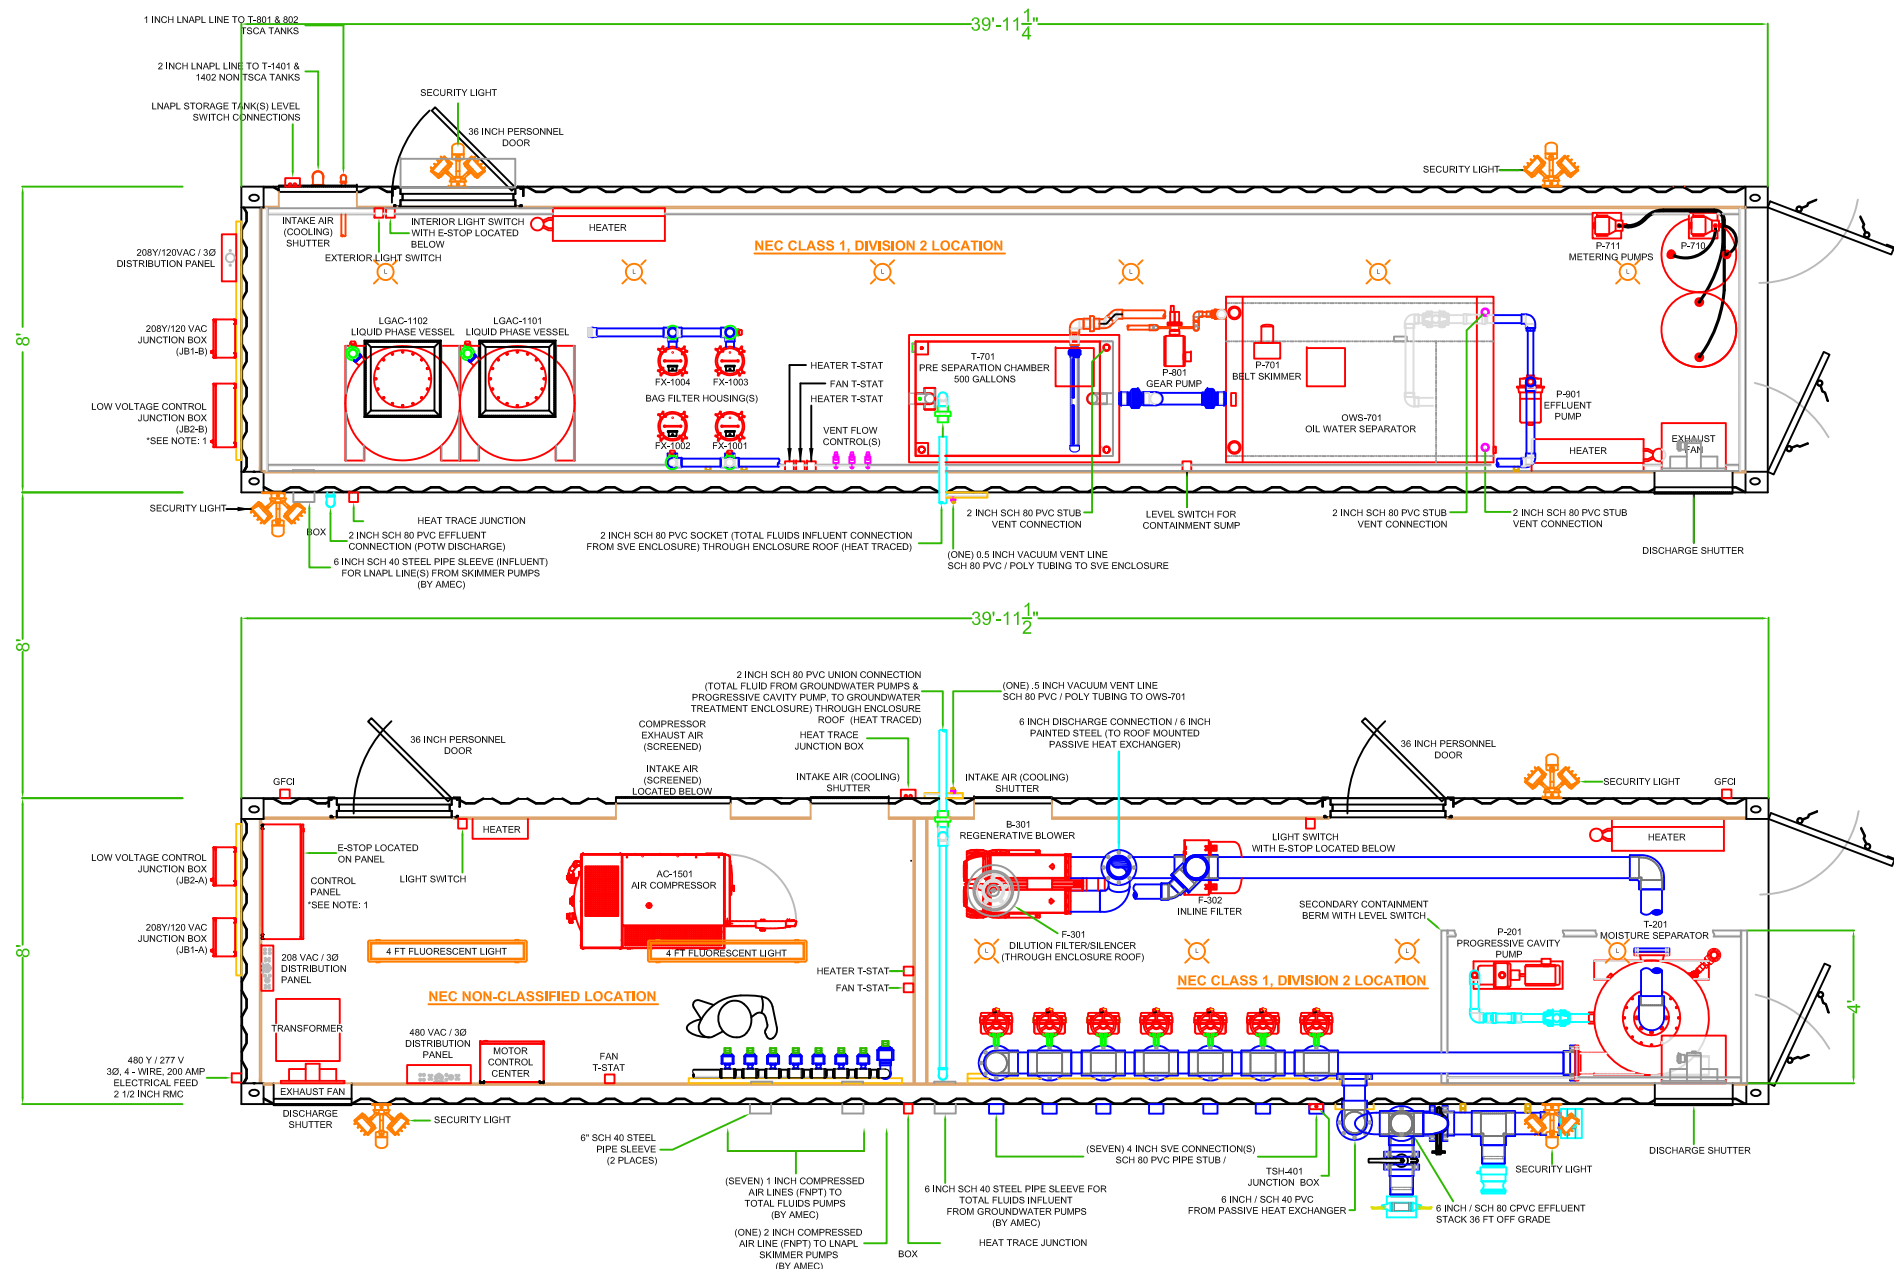 1 INCH LNAPL LINE TO T-801 & 802
TSCA TANKS
39'-11 1/4"
2 INCH LNAPL LINE TO T-1401 &
1402 NON TSCA TANKS
LNAPL STORAGE TANK(S) LEVEL
SWITCH CONNECTIONS
SECURITY LIGHT
36 INCH PERSONNEL
DOOR
SECURITY LIGHT
8'
INTAKE AIR
(COOLING)
SHUTTER
INTERIOR LIGHT SWITCH
WITH E-STOP LOCATED
BELOW
EXTERIOR LIGHT SWITCH
HEATER
NEC CLASS 1, DIVISION 2 LOCATION
P-711
P-710
METERING PUMPS
208Y/120VAC / 3Ø
DISTRIBUTION PANEL
L
L
L
L
L
L
208Y/120 VAC
JUNCTION BOX
(JB1-B)
LGAC-1102
LIQUID PHASE VESSEL
LGAC-1101
LIQUID PHASE VESSEL
FX-1004
FX-1003
BAG FILTER HOUSING(S)
FX-1002
FX-1001
HEATER T-STAT
FAN T-STAT
HEATER T-STAT
VENT FLOW
CONTROL(S)
T-701
PRE SEPARATION CHAMBER
500 GALLONS
P-801
GEAR PUMP
P-701
BELT SKIMMER
OWS-701
OIL WATER SEPARATOR
P-901
EFFLUENT
PUMP
HEATER
EXHAUST
FAN
LOW VOLTAGE CONTROL
JUNCTION BOX
(JB2-B)
*SEE NOTE: 1
SECURITY LIGHT
BOX
HEAT TRACE JUNCTION
2 INCH SCH 80 PVC EFFLUENT
CONNECTION (POTW DISCHARGE)
6 INCH SCH 40 STEEL PIPE SLEEVE (INFLUENT)
FOR LNAPL LINE(S) FROM SKIMMER PUMPS
(BY AMEC)
2 INCH SCH 80 PVC SOCKET (TOTAL FLUIDS INFLUENT CONNECTION
FROM SVE ENCLOSURE) THROUGH ENCLOSURE ROOF (HEAT TRACED)
2 INCH SCH 80 PVC STUB
VENT CONNECTION
(ONE) 0.5 INCH VACUUM VENT LINE
SCH 80 PVC / POLY TUBING TO SVE ENCLOSURE
LEVEL SWITCH FOR
CONTAINMENT SUMP
2 INCH SCH 80 PVC STUB
VENT CONNECTION
2 INCH SCH 80 PVC STUB
VENT CONNECTION
DISCHARGE SHUTTER
8'
39'-11 1/2"
2 INCH SCH 80 PVC UNION CONNECTION
(TOTAL FLUID FROM GROUNDWATER PUMPS &
PROGRESSIVE CAVITY PUMP, TO GROUNDWATER
TREATMENT ENCLOSURE) THROUGH ENCLOSURE
ROOF (HEAT TRACED)
(ONE) .5 INCH VACUUM VENT LINE
SCH 80 PVC / POLY TUBING TO OWS-701
COMPRESSOR
EXHAUST AIR
(SCREENED)
HEAT TRACE
JUNCTION BOX
6 INCH DISCHARGE CONNECTION / 6 INCH
PAINTED STEEL (TO ROOF MOUNTED
PASSIVE HEAT EXCHANGER)
36 INCH PERSONNEL
DOOR
36 INCH PERSONNEL
DOOR
GFCI
INTAKE AIR
(SCREENED)
LOCATED BELOW
INTAKE AIR (COOLING)
SHUTTER
INTAKE AIR (COOLING)
SHUTTER
SECURITY LIGHT
GFCI
8'
HEATER
E-STOP LOCATED
ON PANEL
LIGHT SWITCH
CONTROL
PANEL
*SEE NOTE: 1
LOW VOLTAGE CONTROL
JUNCTION BOX
(JB2-A)
208Y/120 VAC
JUNCTION BOX
(JB1-A)
AC-1501
AIR COMPRESSOR
B-301
REGENERATIVE BLOWER
LIGHT SWITCH
WITH E-STOP LOCATED BELOW
HEATER
F-302
INLINE FILTER
SECONDARY CONTAINMENT
BERM WITH LEVEL SWITCH
F-301
DILUTION FILTER/SILENCER
(THROUGH ENCLOSURE ROOF)
P-201
PROGRESSIVE CAVITY
PUMP
T-201
MOISTURE SEPARATOR
4 FT FLUORESCENT LIGHT
4 FT FLUORESCENT LIGHT
208 VAC / 3Ø
DISTRIBUTION
PANEL
HEATER T-STAT
FAN T-STAT
L
L
L
L
NEC NON-CLASSIFIED LOCATION
NEC CLASS 1, DIVISION 2 LOCATION
4'
TRANSFORMER
480 VAC / 3Ø
DISTRIBUTION
PANEL
MOTOR
CONTROL
CENTER
FAN
T-STAT
480 Y / 277 V
3Ø, 4 - WIRE, 200 AMP
ELECTRICAL FEED
2 1/2 INCH RMC
EXHAUST FAN
DISCHARGE
SHUTTER
SECURITY LIGHT
6" SCH 40 STEEL
PIPE SLEEVE
(2 PLACES)
(SEVEN) 1 INCH COMPRESSED
AIR LINES (FNPT) TO
TOTAL FLUIDS PUMPS
(BY AMEC)
(ONE) 2 INCH COMPRESSED
AIR LINE (FNPT) TO LNAPL
SKIMMER PUMPS
(BY AMEC)
BOX
HEAT TRACE JUNCTION
6 INCH SCH 40 STEEL PIPE SLEEVE FOR
TOTAL FLUIDS INFLUENT
FROM GROUNDWATER PUMPS
(BY AMEC)
(SEVEN) 4 INCH SVE CONNECTION(S)
SCH 80 PVC PIPE STUB /
TSH-401
JUNCTION BOX
6 INCH / SCH 40 PVC
FROM PASSIVE HEAT EXCHANGER
SECURITY LIGHT
6 INCH / SCH 80 CPVC EFFLUENT
STACK 36 FT OFF GRADE
DISCHARGE SHUTTER